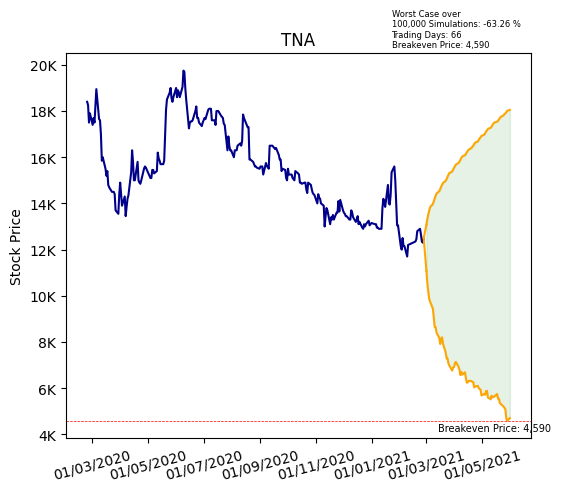 Worst Case over
100,000 Simulations: -63.26 %
Trading Days: 66
Breakeven Price: 4,590
TNA
Stock Price
20K
18K
16K
14K
12K
10K
8K
6K
4K
Breakeven Price: 4,590
01/03/2020
01/05/2020
01/07/2020
01/09/2020
01/11/2020
01/01/2021
01/03/2021
01/05/2021